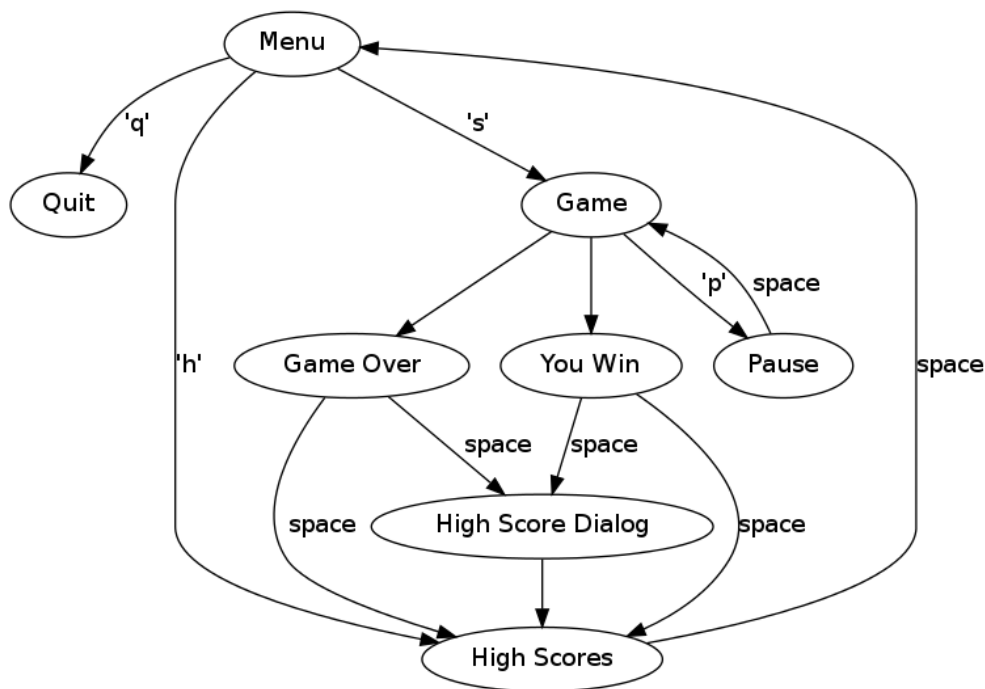 Menu
'q'
's'
Quit
Game
'p'
space
'h'
Game Over
You Win
Pause
space
space
space
space
High Score Dialog
space
High Scores